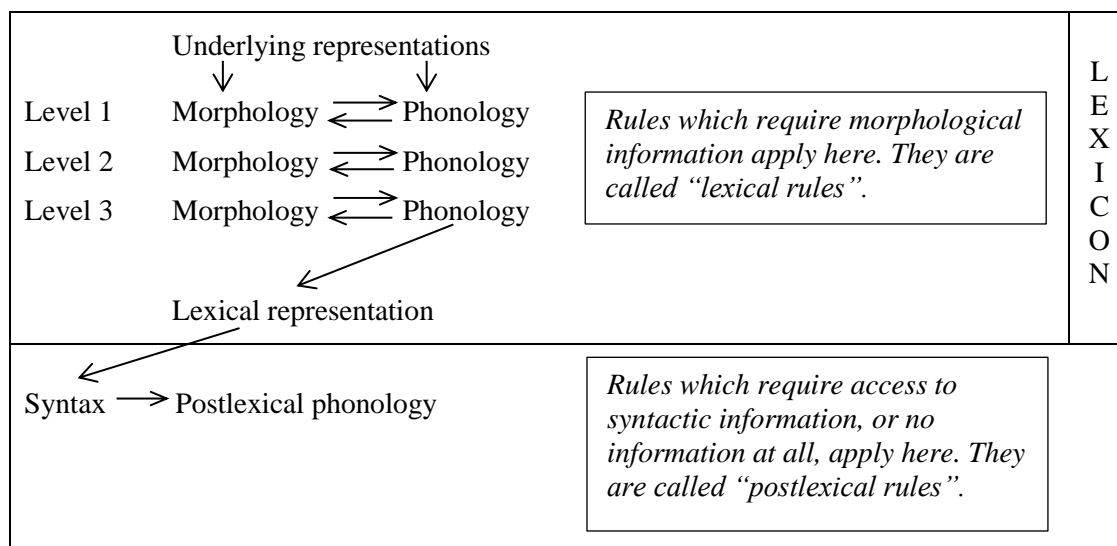 Underlying representations
Level 1 Morphology Phonology
Level 2 Morphology Phonology
Level 3 Morphology Phonology
Rules which require morphological
information apply here. They are
called “lexical rules”.
Lexical representation
L
E
X
I
C
O
N
Syntax Postlexical phonology
Rules which require access to
syntactic information, or no
information at all, apply here. They
are called “postlexical rules”.